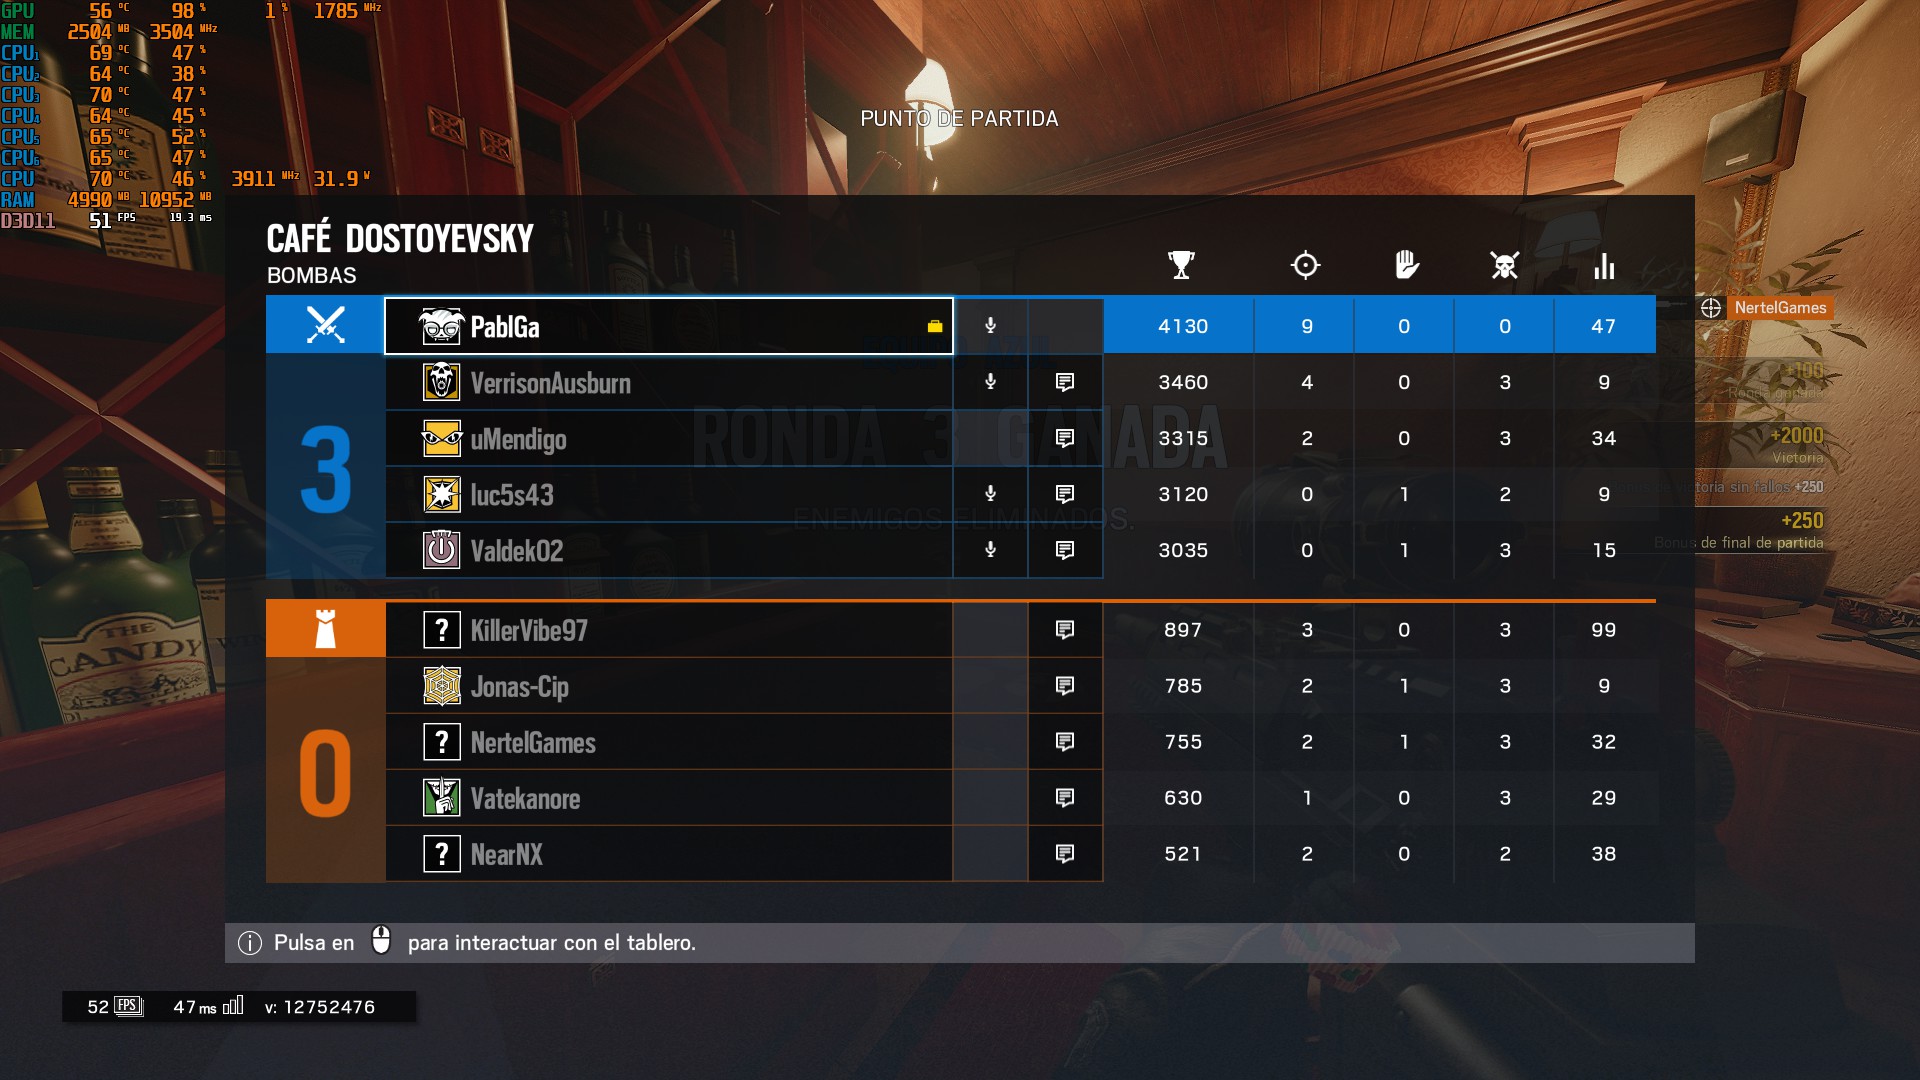 GPU 56 °C 98 % 1 % 1785 MHz
MEM 2504 MB 3504 MHz
CPU1 69 °C 47 %
CPU2 64 °C 38 %
CPU3 70 °C 47 %
CPU4 64 °C 45 %
CPU5 65 °C 52 %
CPU6 65 °C 47 %
CPU 70 °C 46 % 3911 MHz 31.9 W
RAM 4990 MB 10952 MB
D3D11 51 FPS 19.3 ms
PUNTO DE PARTIDA
CAFÉ DOSTOYEVSKY
BOMBAS
PablGa 4130 9 0 0 47
VerrisonAusburn 3460 4 0 3 9
3
uMendigo 3315 2 0 3 34
luc5s43 3120 0 1 2 9
Valdek02 3035 0 1 3 15
RONDA 3 GANADA
ENEMIGOS ELIMINADOS.
? KillerVibe97 897 3 0 3 99
Jonas-Cip 785 2 1 3 9
0
? NertelGames 755 2 1 3 32
Vatekanore 630 1 0 3 29
? NearNX 521 2 0 2 38
NertelGames
+100
Ronda ganada
+2000
Victoria
victoria sin fallos +250
+250
Bonus de final de partida
THE
CANDY
Pulsa en para interactuar con el tablero.
52 FPS 47 ms v: 12752476